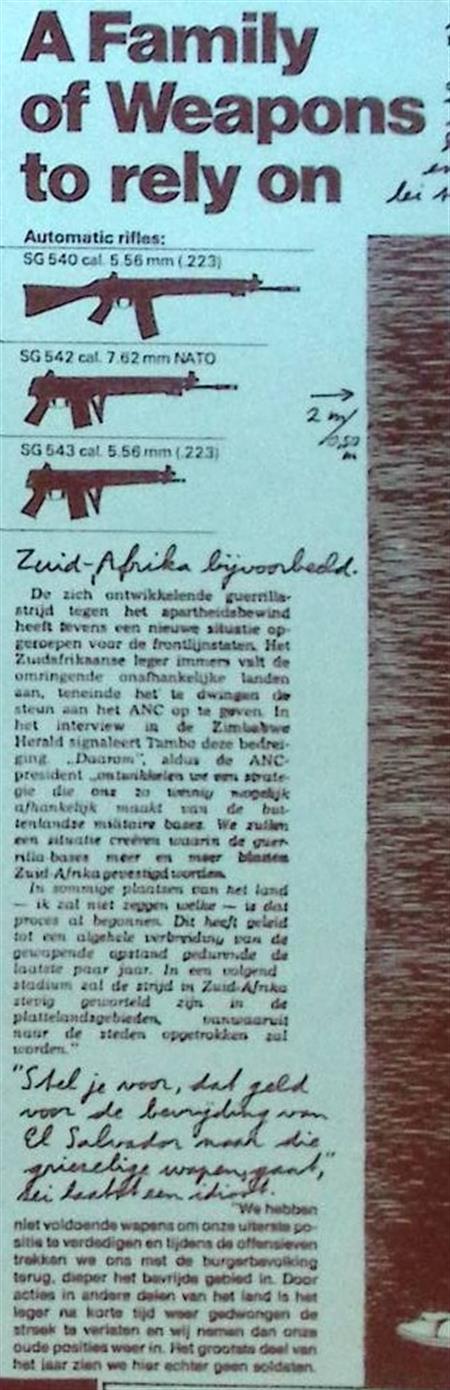 A Family
of Weapons
to rely on
Automatic rifles:
SG 540 cal. 5.56 mm (.223)
SG 542 cal. 7.62 mm NATO
2 m/
0,50
m
SG 543 cal. 5.56 mm (.223)
Zuid-Afrika bijvoorbeeld.
De zich ontwikkelende guerrilla-
strijd tegen het apartheidsbewind
heeft tevens een nieuwe situatie op-
geroepen voor de frontlijnstaten. Het
Zuidafrikaanse leger immers valt de
omringende onafhankelijke landen
aan, teneinde het te dwingen de
steun aan het ANC op te geven. In
het interview in de Zimbabwe
Herald signaleert Tambo deze bedrei-
ging. „Daarom”, aldus de ANC-
president „ontwikkelen we een strate-
gie die ons zo weinig mogelijk
afhankelijk maakt van de bui-
tenlandse militaire bases. We zullen
een situatie creëren waarin de guer-
rilla-bases meer en meer binnen
Zuid-Afrika gevestigd worden.
In sommige plaatsen van het land
— ik zal niet zeggen welke — is dat
proces al begonnen. Dit heeft geleid
tot een algehele verbreiding van de
gewapende opstand gedurende de
laatste paar jaar. In een volgend
stadium zal de strijd in Zuid-Afrika
stevig geworteld zijn in de
plattelandsgebieden, vanwaaruit
naar de steden opgetrokken zal
worden.”
"Stel je voor, dat geld
voor de bevrijding van
El Salvador naar die
griezelige wapens gaat,"
zei laatst een idioot.
"We hebben
niet voldoende wapens om onze uiterste po-
sitie te verdedigen en tijdens de offensieven
trekken we ons met de burgerbevolking
terug, dieper het bevrijde gebied in. Door
acties in andere delen van het land is het
leger na korte tijd weer gedwongen de
streek te verlaten en wij nemen dan onze
oude posities weer in. Het grootste deel van
het jaar zien we hier echter geen soldaten.